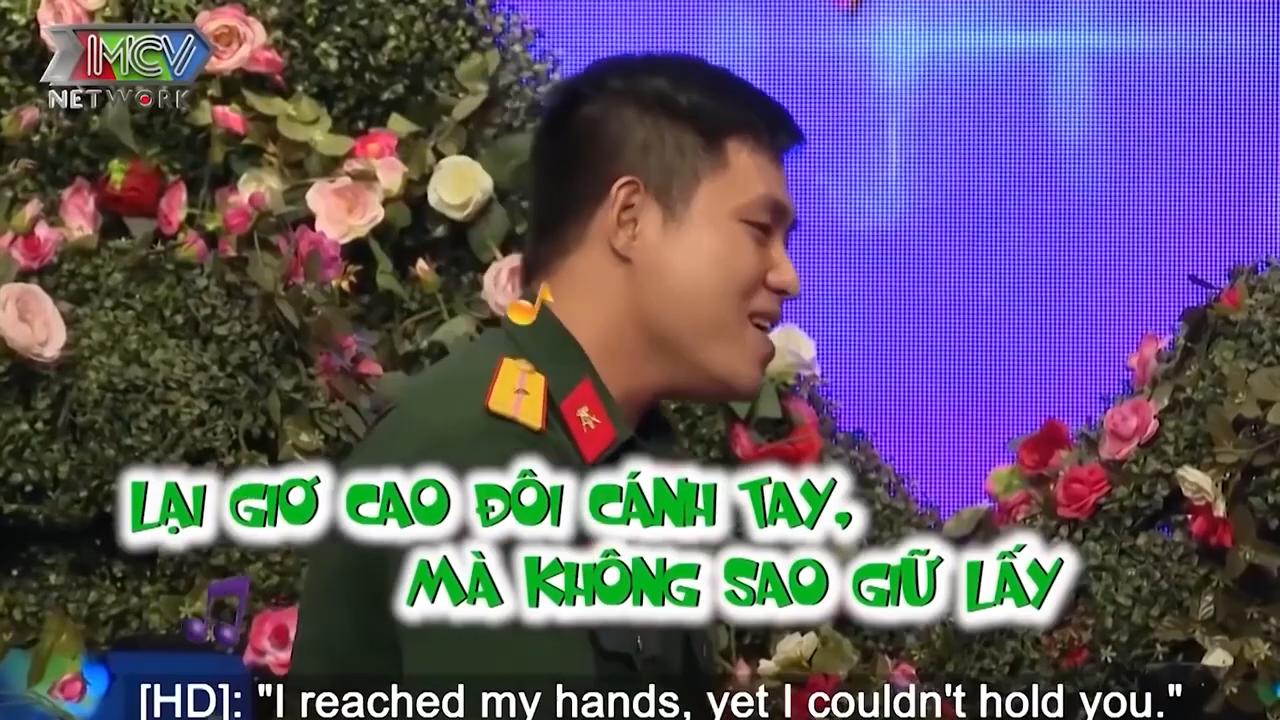 MCV
NETWORK
LẠI GIƠ CAO ĐÔI CÁNH TAY,
MÀ KHÔNG SAO GIỮ LẤY
[HD]: "I reached my hands, yet I couldn't hold you."